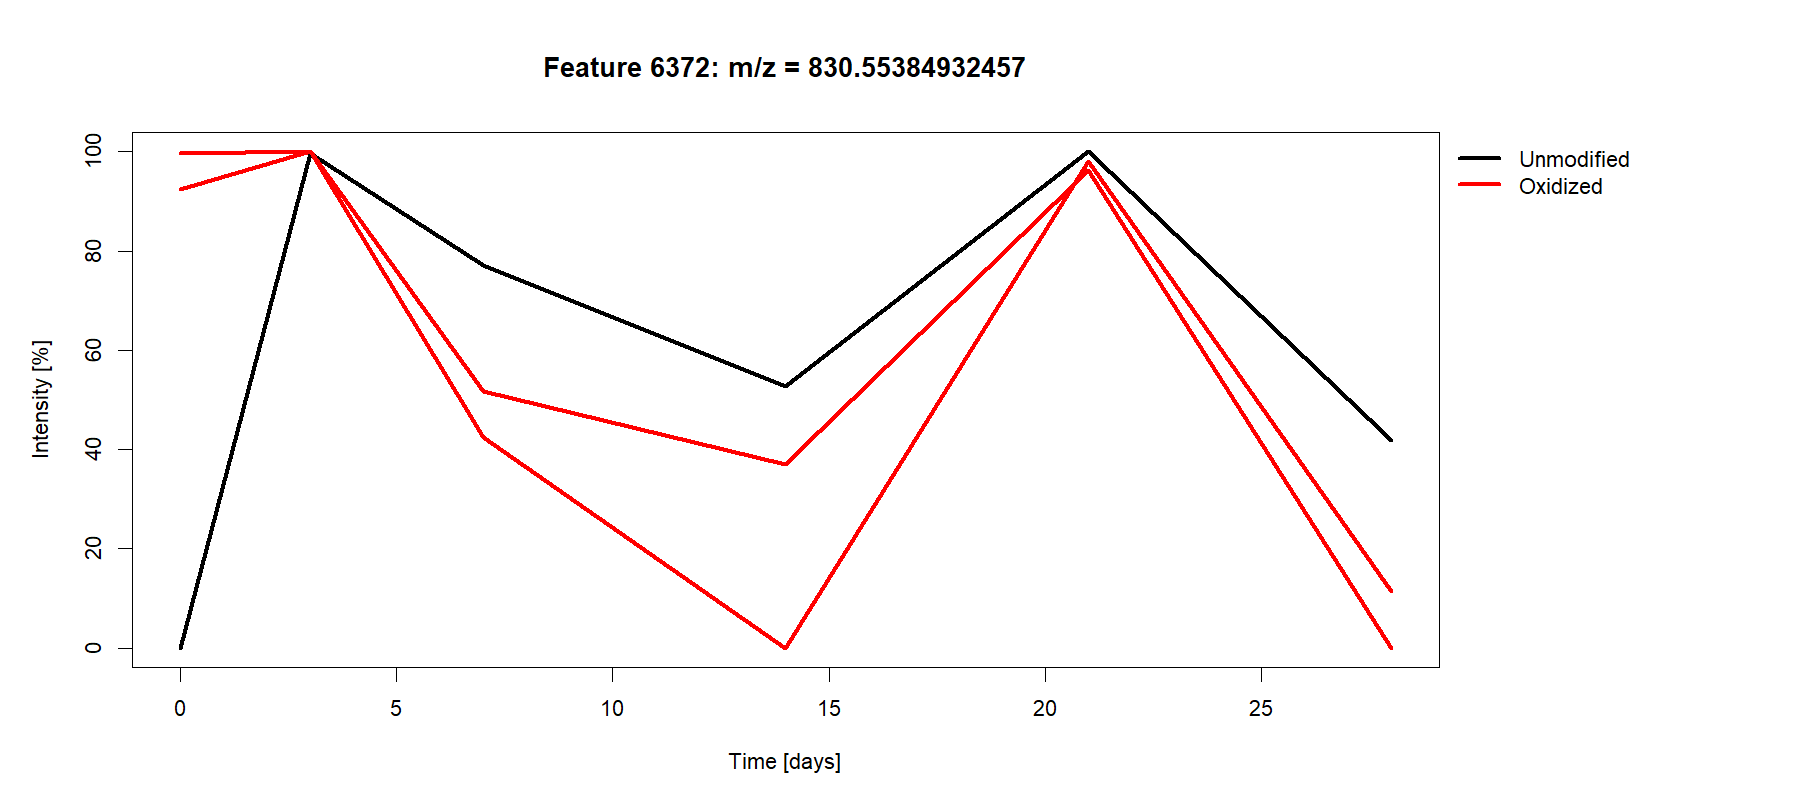 Feature 6372: m/z = 830.55384932457
Unmodified
Oxidized
Intensity [%]
100
80
60
40
20
0
0 5 10 15 20 25
Time [days]